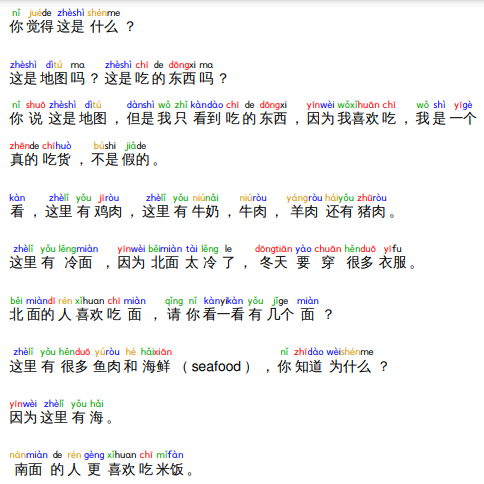 nǐ juéde zhèshì shénme
你 觉得 这是 什么 ？
zhèshì dìtú ma zhèshì chī de dōngxi ma
这是 地图 吗 ？ 这是 吃 的 东西 吗 ？
nǐ shuō zhèshì dìtú dànshì wǒ zhǐ kàndào chī de dōngxi yīnwèi wǒxǐhuān chī wǒ shì yīgè
你 说 这是 地图 ，但是 我 只 看到 吃 的 东西 ，因为 我喜欢 吃 ，我 是 一个
zhēnde chīhuò búshi jiǎde
真的 吃货 ，不是 假的 。
kàn zhèlǐ yǒu jīròu zhèlǐ yǒu niúnǎi niúròu yángròu háiyǒu zhūròu
看 ，这里 有 鸡肉 ，这里 有 牛奶 ，牛肉 ，羊肉 还有 猪肉 。
zhèlǐ yǒu lěngmiàn yīnwèi běimiàn tài lěng le dōngtiān yào chuān hěnduō yīfu
这里 有 冷面 ，因为 北面 太 冷 了 ，冬天 要 穿 很多 衣服 。
běi miàndì rén xǐhuan chī miàn qǐng nǐ kànyīkàn yǒu jǐge miàn
北 面的 人 喜欢 吃 面 ，请 你 看一看 有 几个 面 ？
zhèlǐ yǒu hěnduō yúròu hé hǎixiān nǐ zhīdào wèishénme
这里 有 很多 鱼肉 和 海鲜 （ seafood ） ，你 知道 为什么 ？
yīnwèi zhèlǐ yǒu hǎi
因为 这里 有 海 。
nánmiàn de rén gèng xǐhuan chī mǐfàn
南面 的 人 更 喜欢 吃 米饭 。